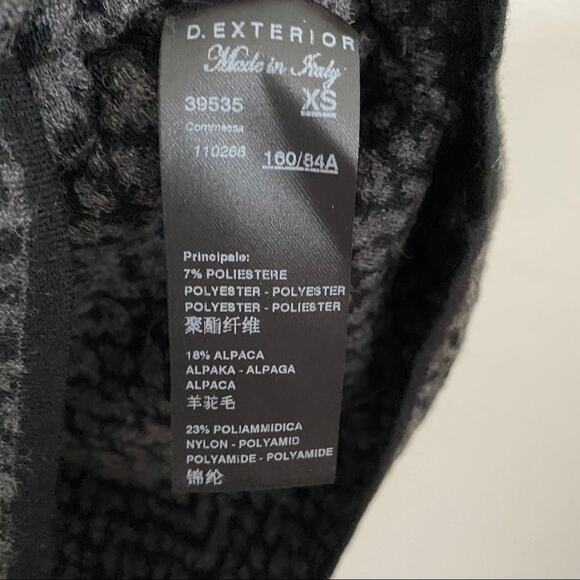 D. EXTERIOR
Made in Italy
39535 XS
Commessa
110266 160/84A
Principale:
7% POLIESTERE
POLYESTER - POLYESTER
POLYESTER - POLIESTER
聚酯纤维
18% ALPACA
ALPAKA - ALPAGA
ALPACA
羊驼毛
23% POLIAMMIDICA
NYLON - POLYAMID
POLYAMIDE - POLYAMIDE
锦纶